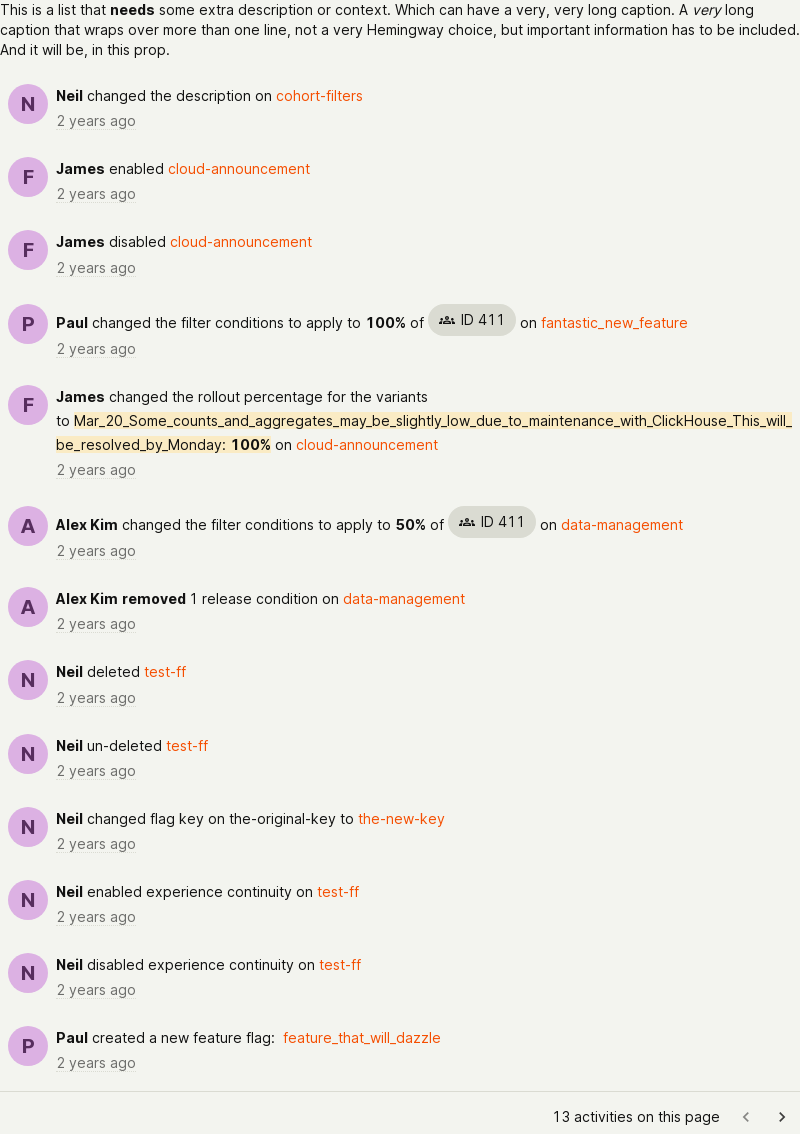 This is a list that needs some extra description or context. Which can have a very, very long caption. A very long
caption that wraps over more than one line, not a very Hemingway choice, but important information has to be included.
And it will be, in this prop.
N
Neil changed the description on cohort-filters
2 years ago
F
James enabled cloud-announcement
2 years ago
F
James disabled cloud-announcement
2 years ago
P
Paul changed the filter conditions to apply to 100% of ID 411 on fantastic_new_feature
2 years ago
F
James changed the rollout percentage for the variants
to Mar_20_Some_counts_and_aggregates_may_be_slightly_low_due_to_maintenance_with_ClickHouse_This_will_
be_resolved_by_Monday: 100% on cloud-announcement
2 years ago
A
Alex Kim changed the filter conditions to apply to 50% of ID 411 on data-management
2 years ago
A
Alex Kim removed 1 release condition on data-management
2 years ago
N
Neil deleted test-ff
2 years ago
N
Neil un-deleted test-ff
2 years ago
N
Neil changed flag key on the-original-key to the-new-key
2 years ago
N
Neil enabled experience continuity on test-ff
2 years ago
N
Neil disabled experience continuity on test-ff
2 years ago
P
Paul created a new feature flag: feature_that_will_dazzle
2 years ago
13 activities on this page